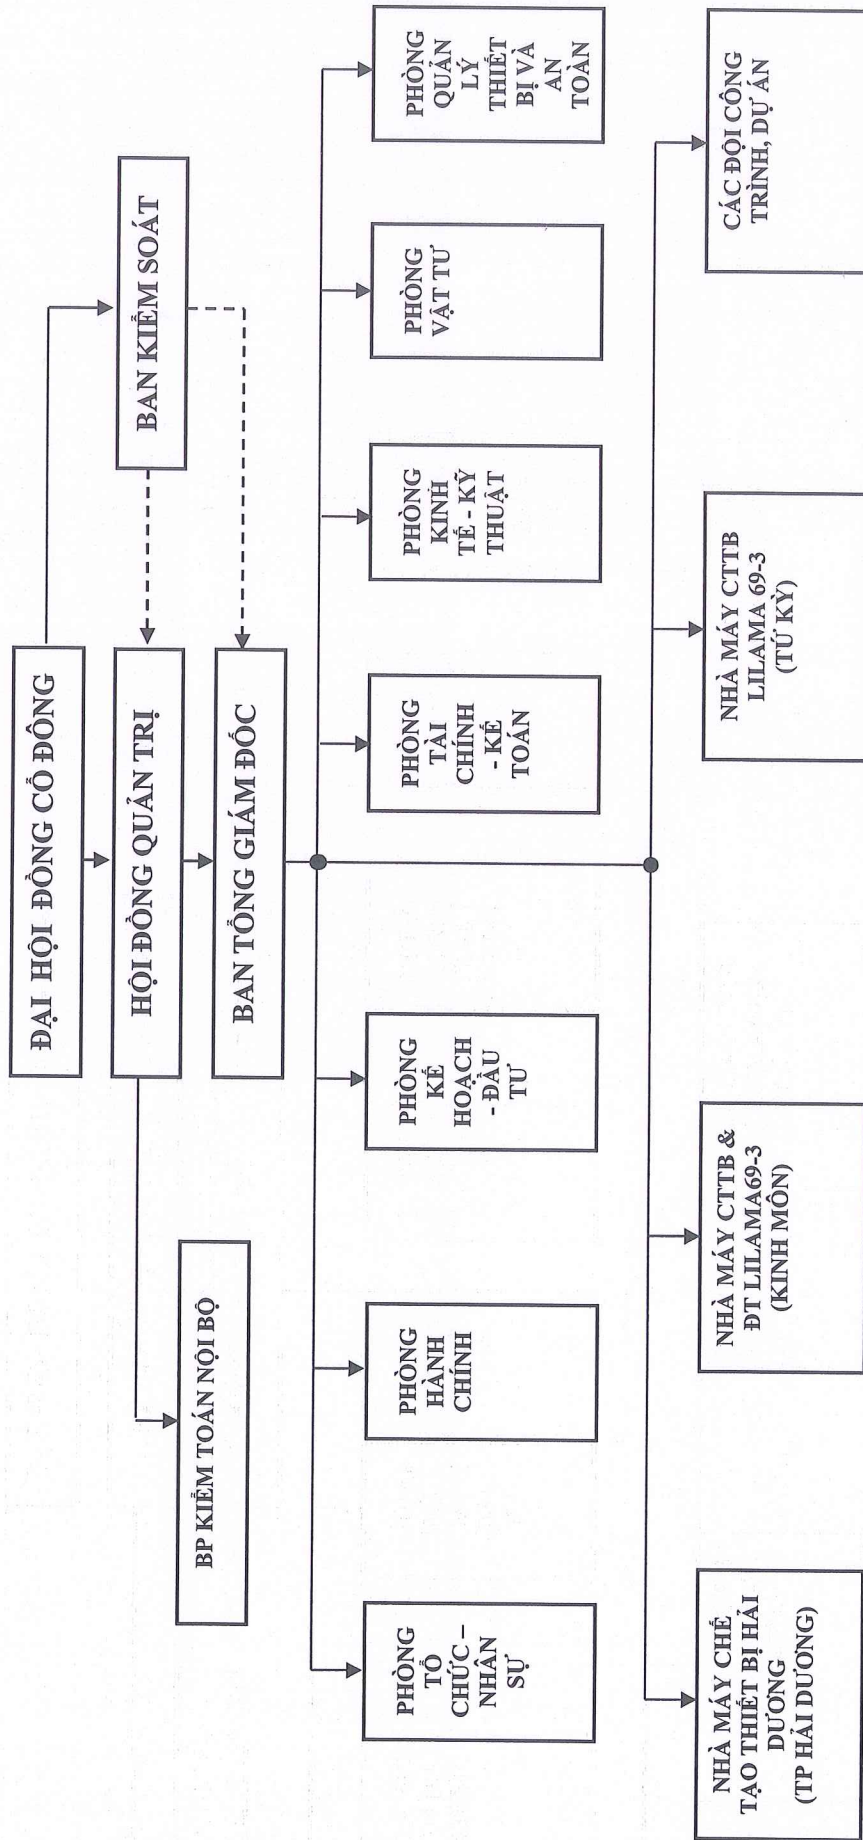 ĐẠI HỘI ĐỒNG CỔ ĐÔNG
HỘI ĐỒNG QUẢN TRỊ
BAN KIỂM SOÁT
BP KIỂM TOÁN NỘI BỘ
BAN TỔNG GIÁM ĐỐC
PHÒNG
TỔ
CHỨC –
NHÂN
SỰ
PHÒNG
HÀNH
CHÍNH
PHÒNG
KẾ
HOẠCH
- ĐẦU
TƯ
PHÒNG
TÀI
CHÍNH
- KẾ
TOÁN
PHÒNG
KINH
TẾ - KỸ
THUẬT
PHÒNG
VẬT TƯ
PHÒNG
QUẢN
LÝ
THIẾT
BỊ VÀ
AN
TOÀN
NHÀ MÁY CHẾ
TẠO THIẾT BỊ HẢI
DƯƠNG
(TP HẢI DƯƠNG)
NHÀ MÁY CTTB &
ĐT LILAMA69-3
(KINH MÔN)
NHÀ MÁY CTTB
LILAMA 69-3
(TỨ KỲ)
CÁC ĐỘI CÔNG
TRÌNH, DỰ ÁN